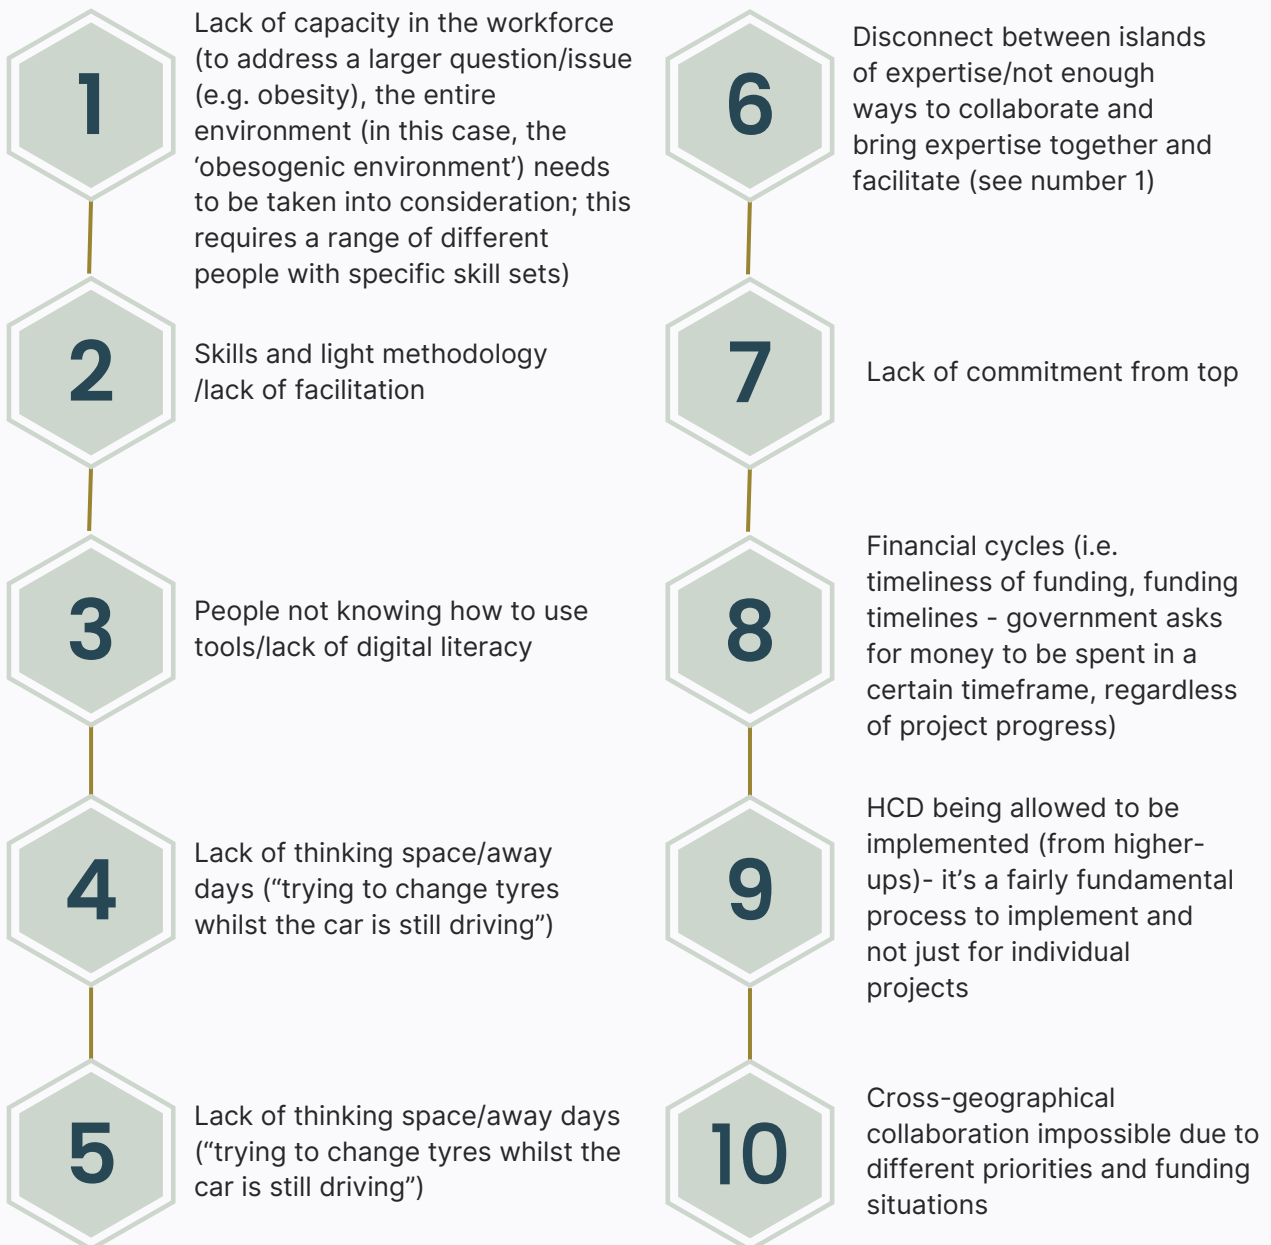 1
Lack of capacity in the workforce
(to address a larger question/issue
(e.g. obesity), the entire
environment (in this case, the
‘obesogenic environment’) needs
to be taken into consideration; this
requires a range of different
people with specific skill sets)
2
Skills and light methodology
/lack of facilitation
3
People not knowing how to use
tools/lack of digital literacy
4
Lack of thinking space/away
days (“trying to change tyres
whilst the car is still driving”)
5
Lack of thinking space/away days
(“trying to change tyres whilst the
car is still driving”)
6
Disconnect between islands
of expertise/not enough
ways to collaborate and
bring expertise together and
facilitate (see number 1)
7
Lack of commitment from top
8
Financial cycles (i.e.
timeliness of funding, funding
timelines - government asks
for money to be spent in a
certain timeframe, regardless
of project progress)
9
HCD being allowed to be
implemented (from higher-
ups)- it’s a fairly fundamental
process to implement and
not just for individual
projects
10
Cross-geographical
collaboration impossible due to
different priorities and funding
situations